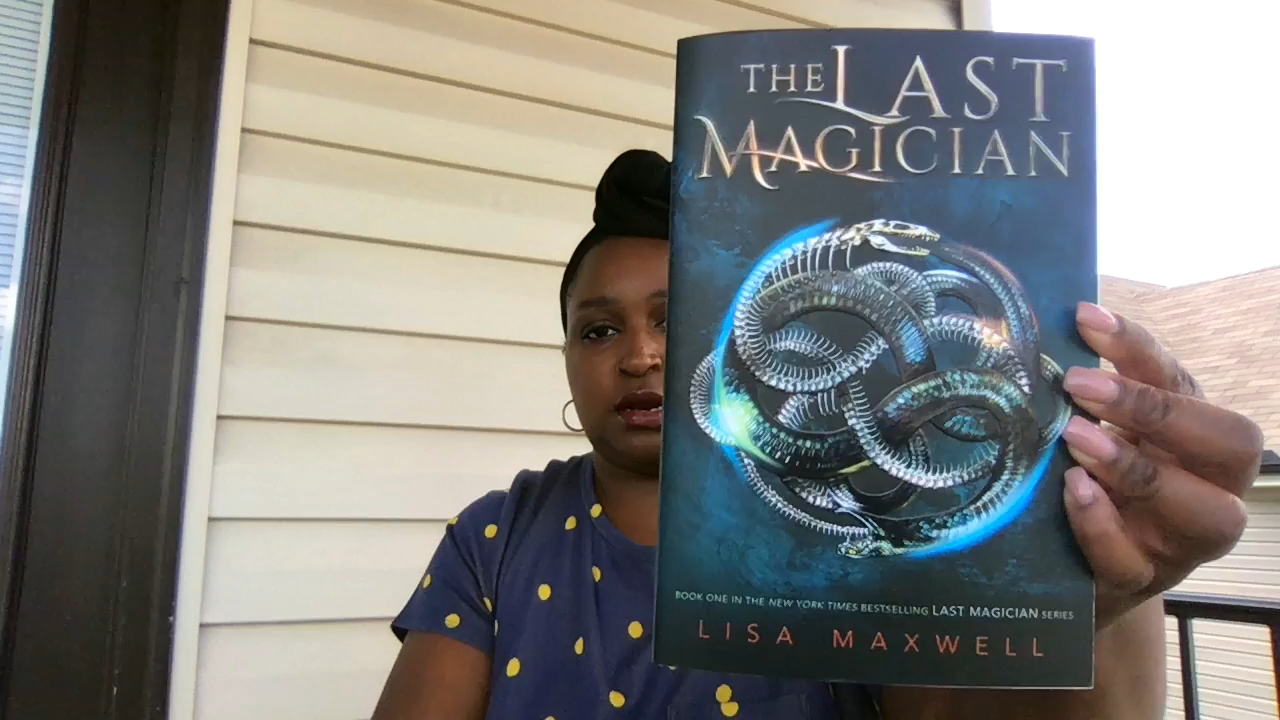 THE LAST
MAGICIAN
BOOK ONE IN THE NEW YORK TIMES BESTSELLING LAST MAGICIAN SERIES
LISA MAXWELL